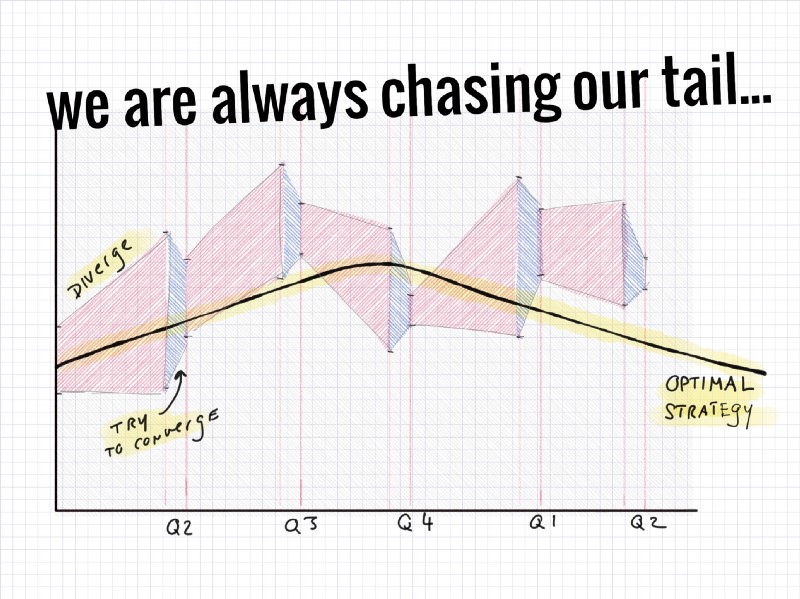 we are always chasing our tail...
Diverge
TRY
TO CONVERGE
OPTIMAL
STRATEGY
Q2
Q3
Q4
Q1
Q2